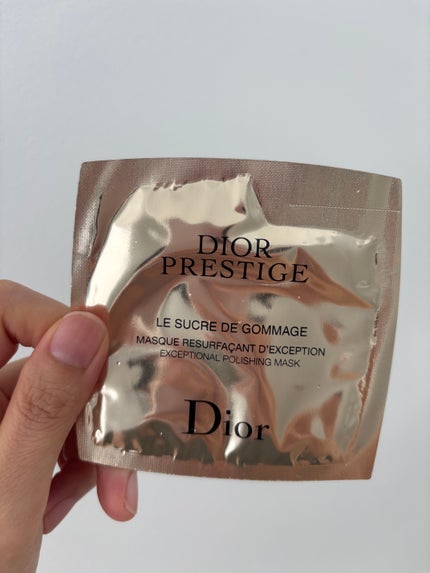 DIOR
PRESTIGE
LE SUCRE DE GOMMAGE
MASQUE RESURFAÇANT D'EXCEPTION
EXCEPTIONAL POLISHING MASK
Dior